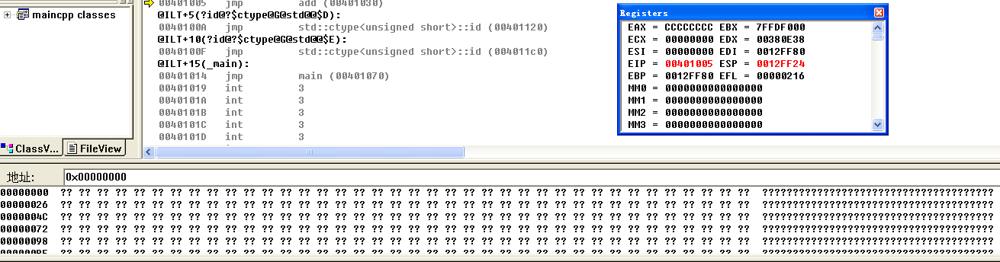 maincpp classes
ClassV...
FileView
00401005 jmp add (00401030)
@ILT+5(?id@?$ctype@G@std@@$D):
0040100A jmp std::ctype<unsigned short>::id (00401120)
@ILT+10(?id@?$ctype@G@std@@$E):
0040100F jmp std::ctype<unsigned short>::id (004011c0)
@ILT+15(_main):
00401014 jmp main (00401070)
00401019 int 3
0040101A int 3
0040101B int 3
0040101C int 3
0040101D int 3
Registers
EAX = CCCCCCCC EBX = 7FFDF000
ECX = 00000000 EDX = 00380E38
ESI = 00000000 EDI = 0012FF80
EIP = 00401005 ESP = 0012FF24
EBP = 0012FF80 EFL = 00000216
MM0 = 0000000000000000
MM1 = 0000000000000000
MM2 = 0000000000000000
MM3 = 0000000000000000
地址: 0x00000000
00000000 ?? ?? ?? ?? ?? ?? ?? ?? ?? ?? ?? ?? ?? ?? ?? ?? ?? ?? ?? ?? ?? ?? ?? ?? ?? ?? ?? ?? ?? ?? ?? ?? ?? ?? ?? ?? ?? ?? ??????????????????????????????????????
00000026 ?? ?? ?? ?? ?? ?? ?? ?? ?? ?? ?? ?? ?? ?? ?? ?? ?? ?? ?? ?? ?? ?? ?? ?? ?? ?? ?? ?? ?? ?? ?? ?? ?? ?? ?? ?? ?? ?? ??????????????????????????????????????
0000004C ?? ?? ?? ?? ?? ?? ?? ?? ?? ?? ?? ?? ?? ?? ?? ?? ?? ?? ?? ?? ?? ?? ?? ?? ?? ?? ?? ?? ?? ?? ?? ?? ?? ?? ?? ?? ?? ?? ??????????????????????????????????????
00000072 ?? ?? ?? ?? ?? ?? ?? ?? ?? ?? ?? ?? ?? ?? ?? ?? ?? ?? ?? ?? ?? ?? ?? ?? ?? ?? ?? ?? ?? ?? ?? ?? ?? ?? ?? ?? ?? ?? ??????????????????????????????????????
00000098 ?? ?? ?? ?? ?? ?? ?? ?? ?? ?? ?? ?? ?? ?? ?? ?? ?? ?? ?? ?? ?? ?? ?? ?? ?? ?? ?? ?? ?? ?? ?? ?? ?? ?? ?? ?? ?? ?? ??????????????????????????????????????
000000BE ?? ?? ?? ?? ?? ?? ?? ?? ?? ?? ?? ?? ?? ?? ?? ?? ?? ?? ?? ?? ?? ?? ?? ?? ?? ?? ?? ?? ?? ?? ?? ?? ?? ?? ?? ?? ?? ?? ??????????????????????????????????????